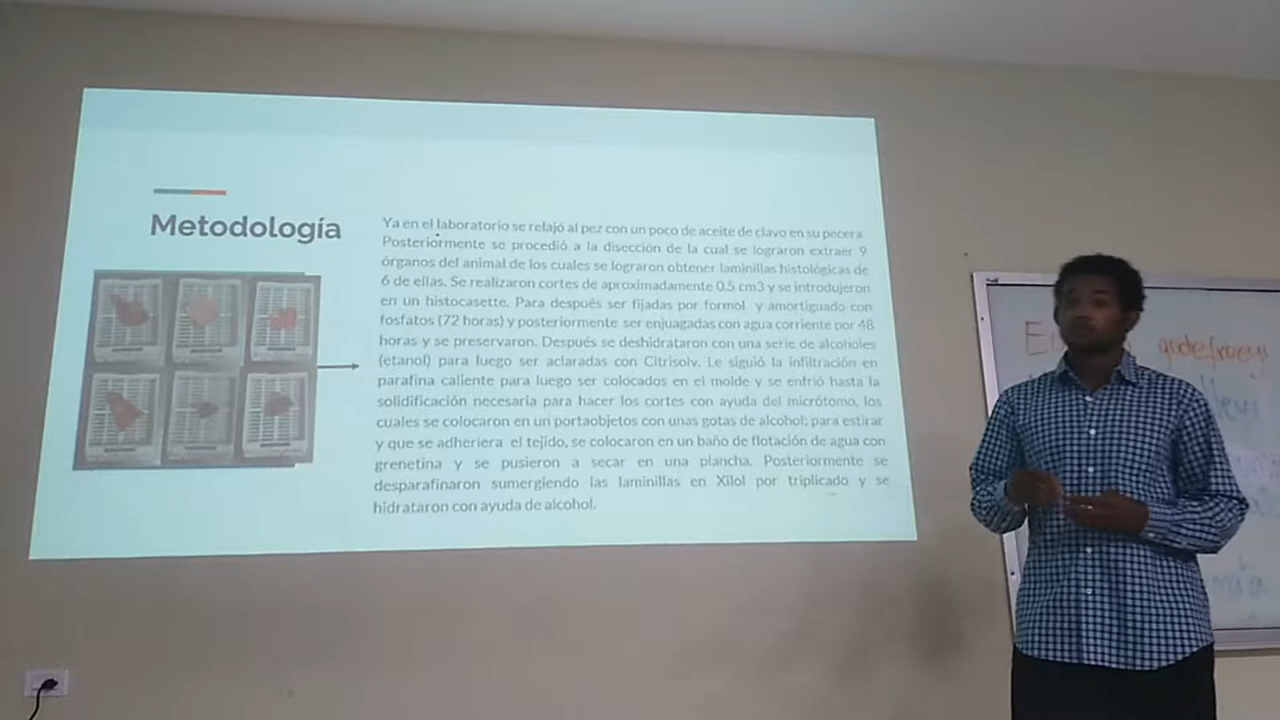 Metodología
Ya en el laboratorio se relajó al pez con un poco de aceite de clavo en su pecera
Posteriormente se procedió a la disección de la cual se lograron extraer 9
órganos del animal de los cuales se lograron obtener laminillas histológicas de
6 de ellas. Se realizaron cortes de aproximadamente 0.5 cm3 y se introdujeron
en un histocasette. Para después ser fijadas por formol y amortiguado con
fosfatos (72 horas) y posteriormente ser enjuagadas con agua corriente por 48
horas y se preservaron. Después se deshidrataron con una serie de alcoholes
(etanol) para luego ser aclaradas con Citrisolv. Le siguió la infiltración en
parafina caliente para luego ser colocados en el molde y se enfrió hasta la
solidificación necesaria para hacer los cortes con ayuda del micrótomo, los
cuales se colocaron en un portaobjetos con unas gotas de alcohol; para estirar
y que se adheriera el tejido, se colocaron en un baño de flotación de agua con
grenetina y se pusieron a secar en una plancha. Posteriormente se
desparafinaron sumergiendo las laminillas en Xilol por triplicado y se
hidrataron con ayuda de alcohol.